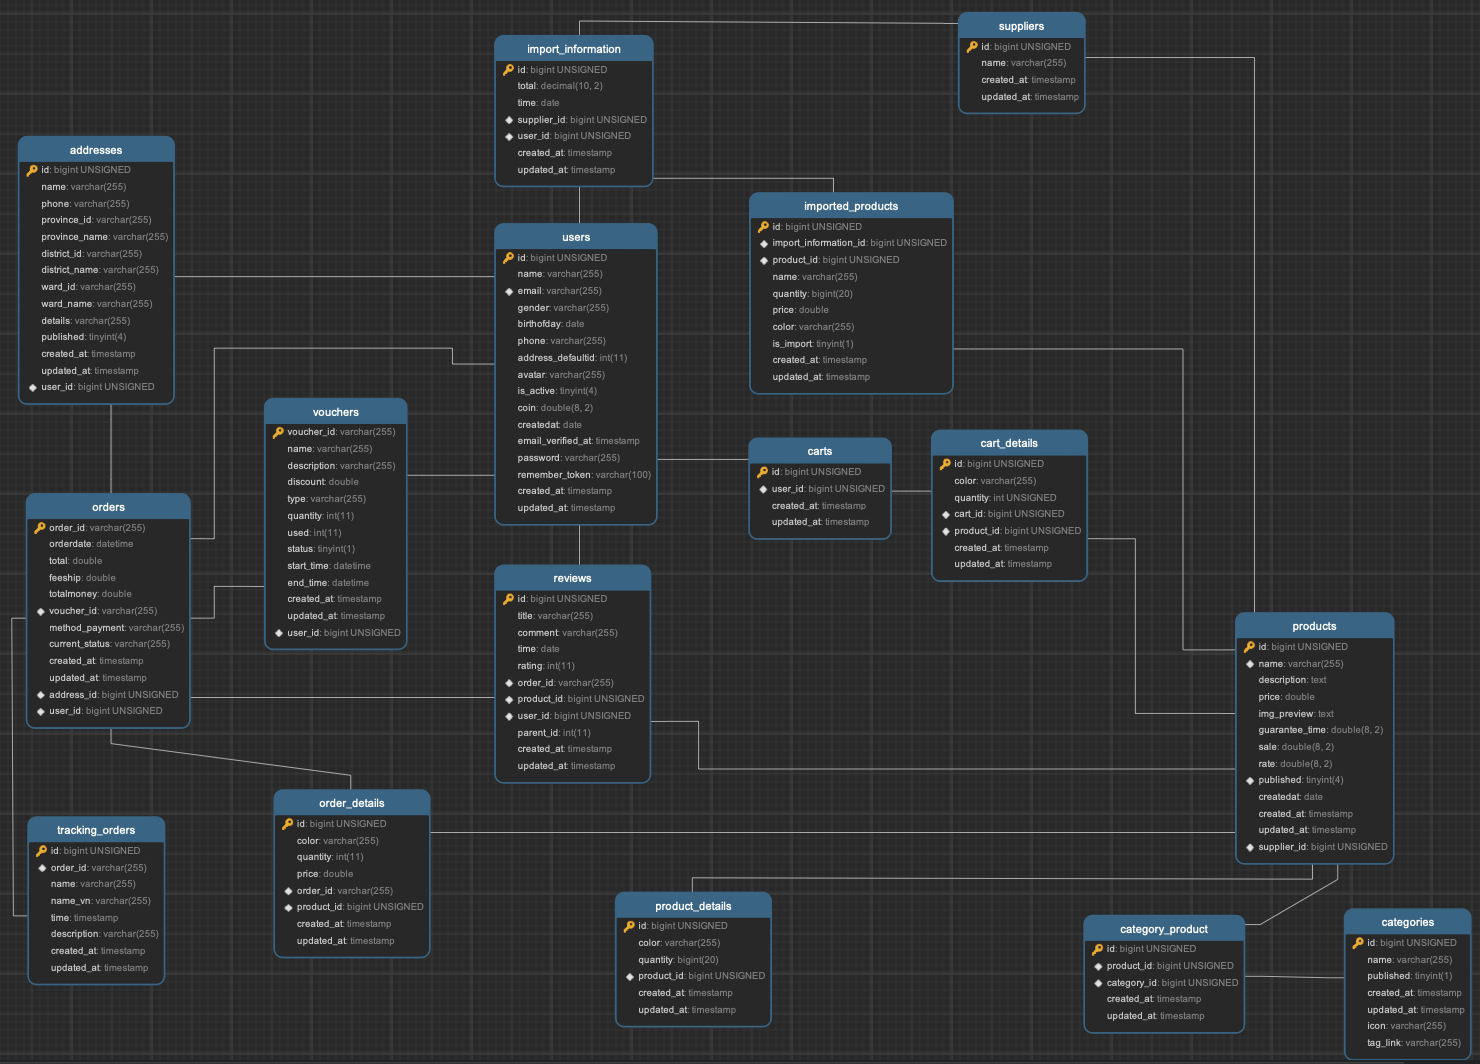 suppliers
id: bigint UNSIGNED
name: varchar(255)
created_at: timestamp
updated_at: timestamp
import_information
id: bigint UNSIGNED
total: decimal(10, 2)
time: date
supplier_id: bigint UNSIGNED
user_id: bigint UNSIGNED
created_at: timestamp
updated_at: timestamp
addresses
id: bigint UNSIGNED
name: varchar(255)
phone: varchar(255)
province_id: varchar(255)
province_name: varchar(255)
district_id: varchar(255)
district_name: varchar(255)
ward_id: varchar(255)
ward_name: varchar(255)
details: varchar(255)
published: tinyint(4)
created_at: timestamp
updated_at: timestamp
user_id: bigint UNSIGNED
imported_products
id: bigint UNSIGNED
import_information_id: bigint UNSIGNED
product_id: bigint UNSIGNED
name: varchar(255)
quantity: bigint(20)
price: double
color: varchar(255)
is_import: tinyint(1)
created_at: timestamp
updated_at: timestamp
users
id: bigint UNSIGNED
name: varchar(255)
email: varchar(255)
gender: varchar(255)
birthofday: date
phone: varchar(255)
address_defaultid: int(11)
avatar: varchar(255)
is_active: tinyint(4)
coin: double(8, 2)
createdat: date
email_verified_at: timestamp
password: varchar(255)
remember_token: varchar(100)
created_at: timestamp
updated_at: timestamp
vouchers
voucher_id: varchar(255)
name: varchar(255)
description: varchar(255)
discount: double
type: varchar(255)
quantity: int(11)
used: int(11)
status: tinyint(1)
start_time: datetime
end_time: datetime
created_at: timestamp
updated_at: timestamp
user_id: bigint UNSIGNED
carts
id: bigint UNSIGNED
user_id: bigint UNSIGNED
created_at: timestamp
updated_at: timestamp
cart_details
id: bigint UNSIGNED
color: varchar(255)
quantity: int UNSIGNED
cart_id: bigint UNSIGNED
product_id: bigint UNSIGNED
created_at: timestamp
updated_at: timestamp
orders
order_id: varchar(255)
orderdate: datetime
total: double
feeship: double
totalmoney: double
voucher_id: varchar(255)
method_payment: varchar(255)
current_status: varchar(255)
created_at: timestamp
updated_at: timestamp
address_id: bigint UNSIGNED
user_id: bigint UNSIGNED
reviews
id: bigint UNSIGNED
title: varchar(255)
comment: varchar(255)
time: date
rating: int(11)
order_id: varchar(255)
product_id: bigint UNSIGNED
user_id: bigint UNSIGNED
parent_id: int(11)
created_at: timestamp
updated_at: timestamp
products
id: bigint UNSIGNED
name: varchar(255)
description: text
price: double
img_preview: text
guarantee_time: double(8, 2)
sale: double(8, 2)
rate: double(8, 2)
published: tinyint(4)
createdat: date
created_at: timestamp
updated_at: timestamp
supplier_id: bigint UNSIGNED
tracking_orders
id: bigint UNSIGNED
order_id: varchar(255)
name: varchar(255)
name_vn: varchar(255)
time: timestamp
description: varchar(255)
created_at: timestamp
updated_at: timestamp
order_details
id: bigint UNSIGNED
color: varchar(255)
quantity: int(11)
price: double
order_id: varchar(255)
product_id: bigint UNSIGNED
created_at: timestamp
updated_at: timestamp
product_details
id: bigint UNSIGNED
color: varchar(255)
quantity: bigint(20)
product_id: bigint UNSIGNED
created_at: timestamp
updated_at: timestamp
category_product
id: bigint UNSIGNED
product_id: bigint UNSIGNED
category_id: bigint UNSIGNED
created_at: timestamp
updated_at: timestamp
categories
id: bigint UNSIGNED
name: varchar(255)
published: tinyint(1)
created_at: timestamp
updated_at: timestamp
icon: varchar(255)
tag_link: varchar(255)